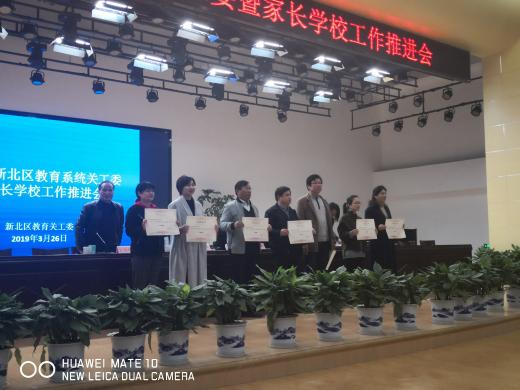 委暨家长学校工作推进会
新北区教育系统关工委
长学校工作推进会
新北区教育关工委
2019年3月26日
HUAWEI MATE 10
NEW LEICA DUAL CAMERA